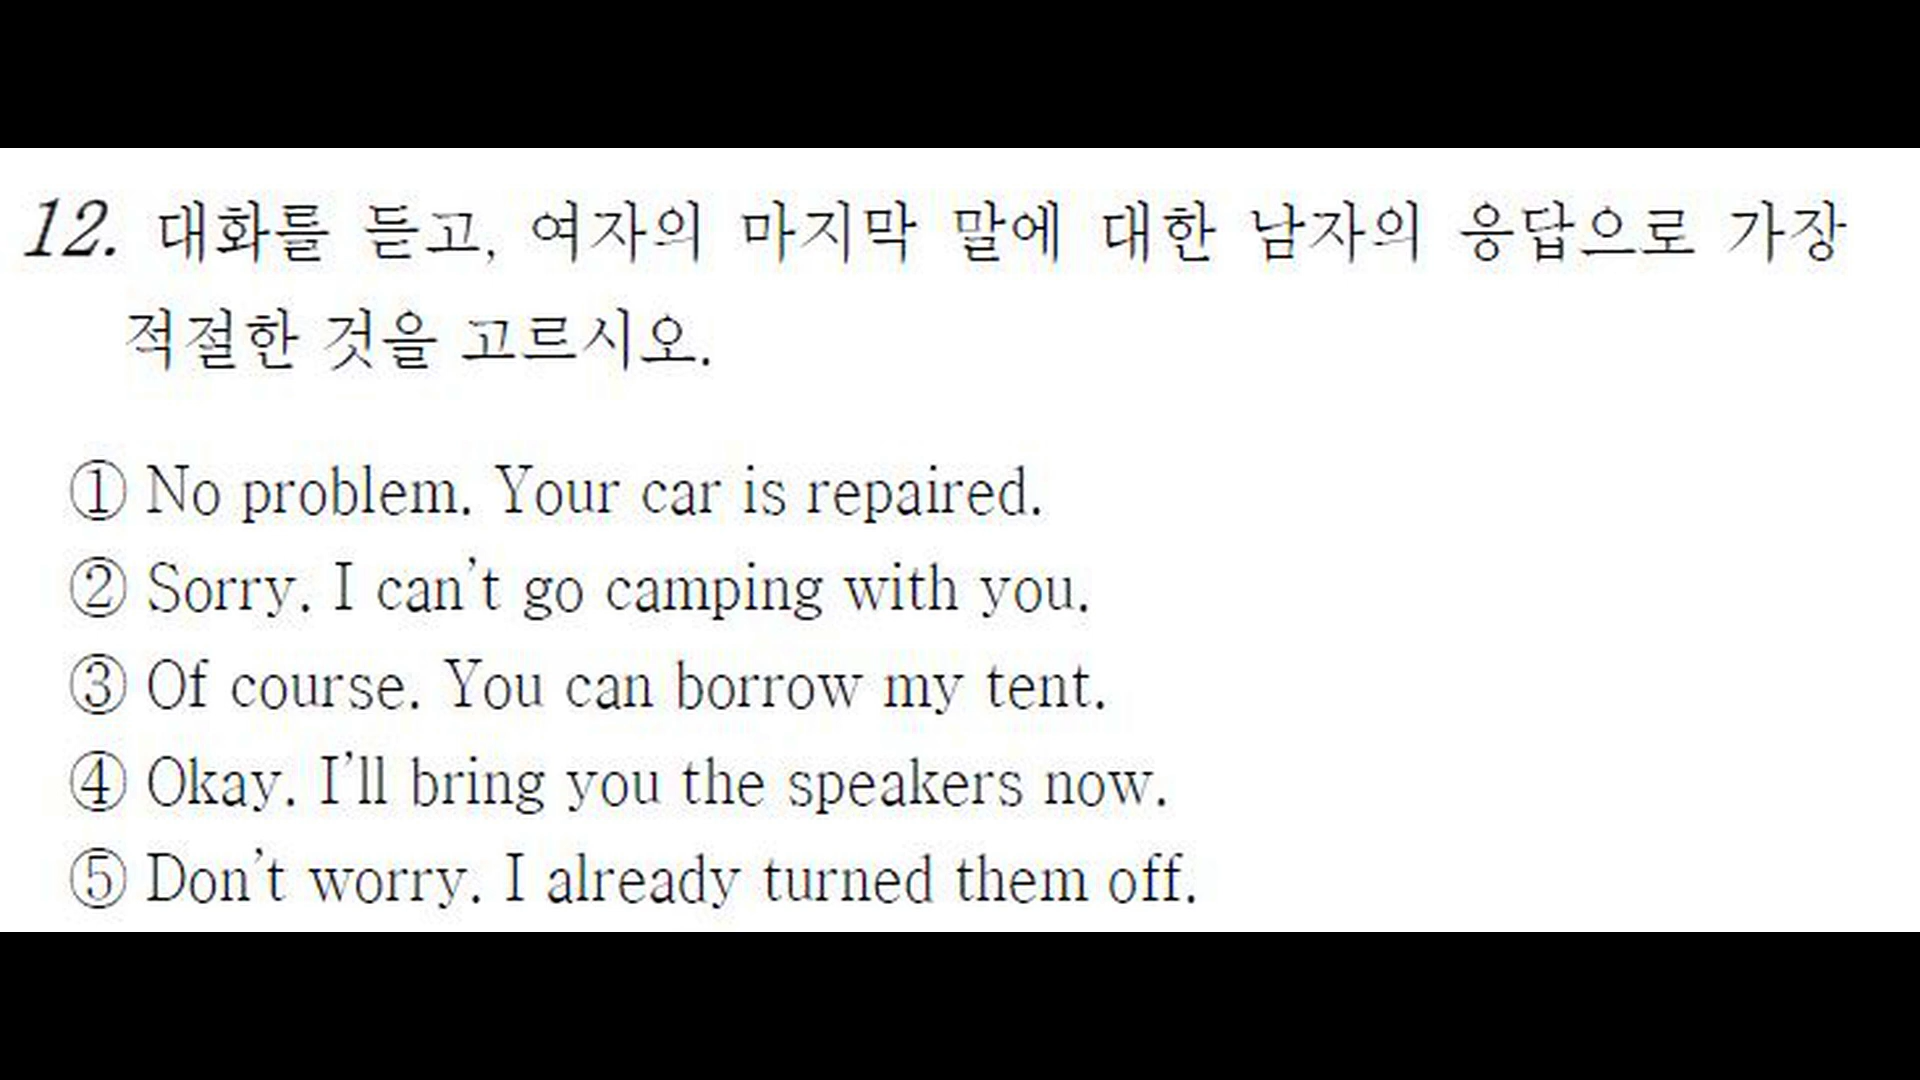 12. 대화를 듣고, 여자의 마지막 말에 대한 남자의 응답으로 가장
적절한 것을 고르시오.
① No problem. Your car is repaired.
② Sorry. I can't go camping with you.
③ Of course. You can borrow my tent.
④ Okay. I'll bring you the speakers now.
⑤ Don't worry. I already turned them off.